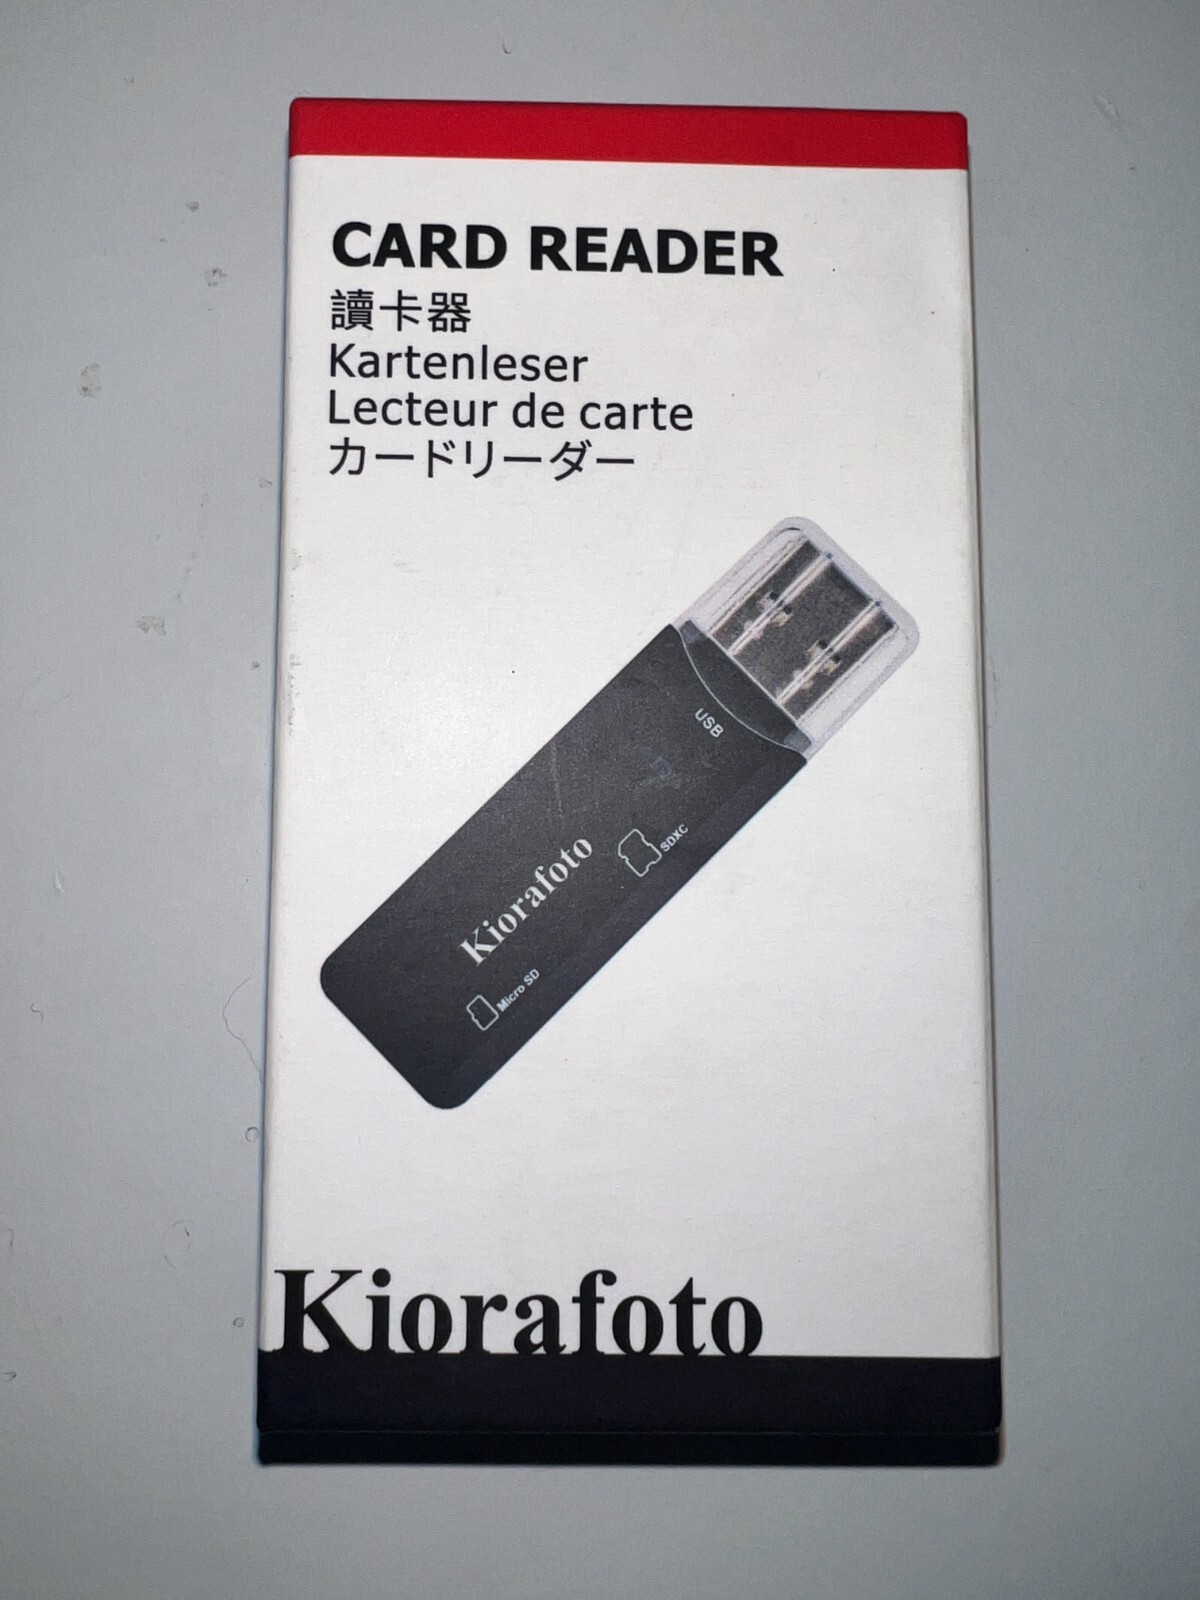 CARD READER
讀卡器
Kartenleser
Lecteur de carte
カードリーダー
USB
SDXC
Kiorafoto
Micro SD
Kiorafoto